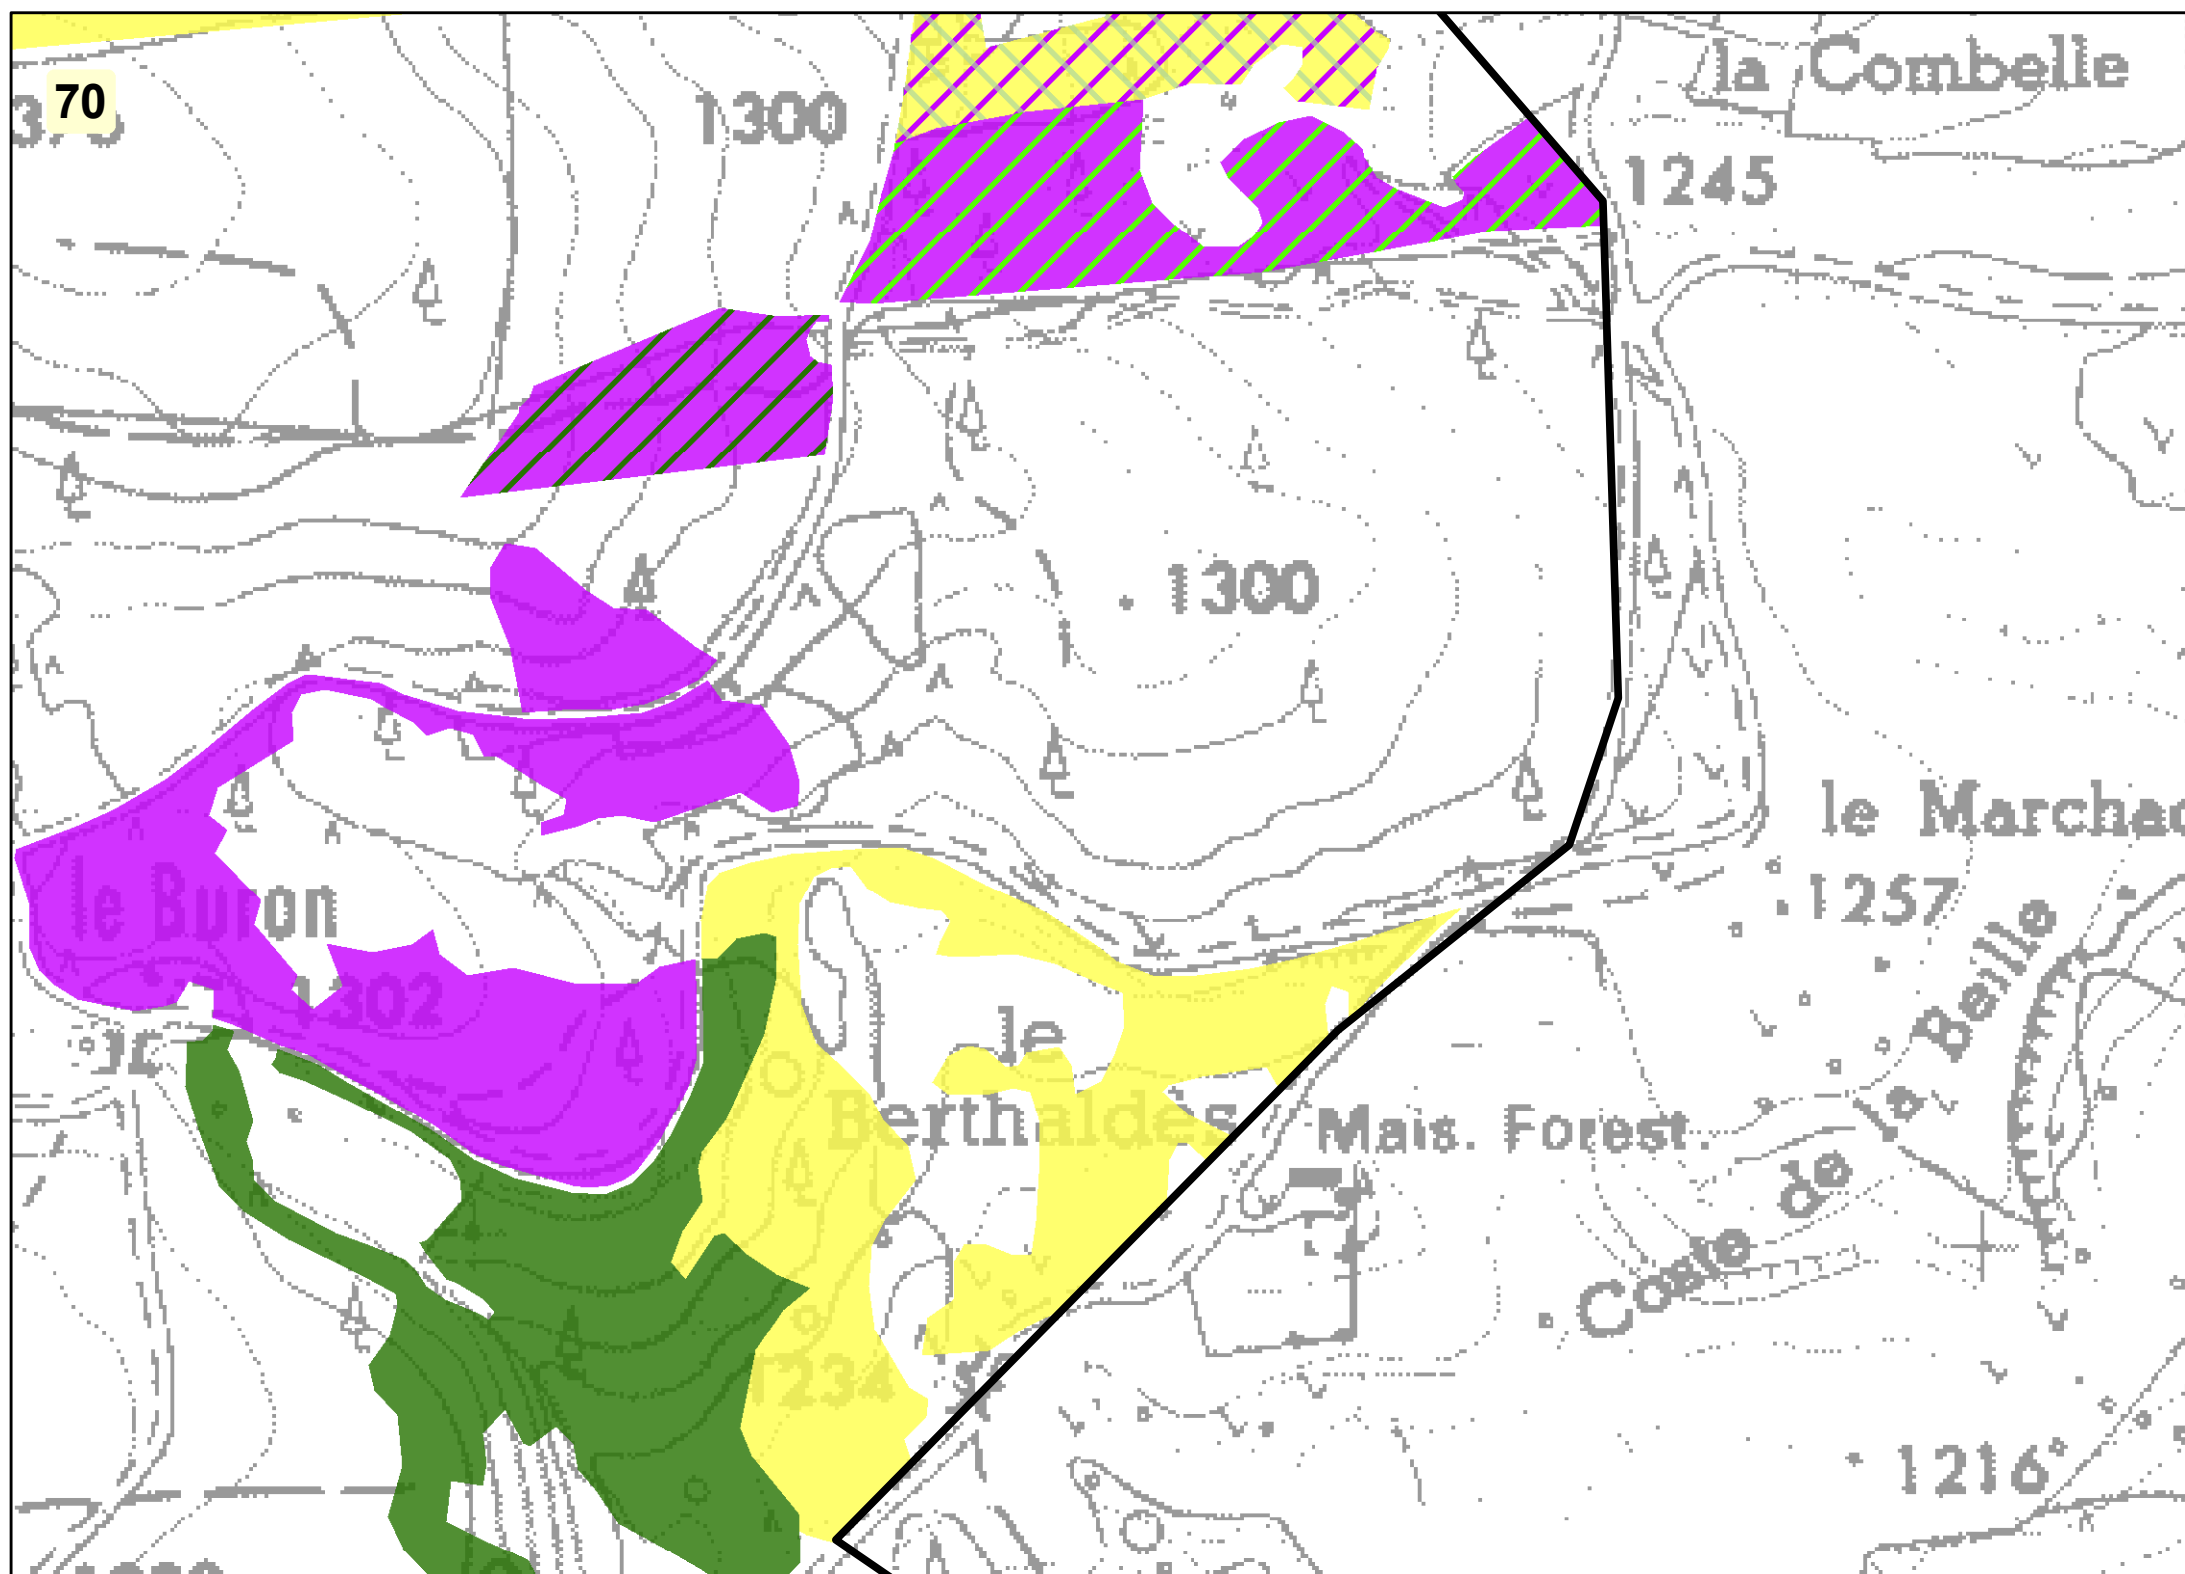 70
1300
la Combelle
1245
1300
le Marchad
1257
le Buron
1302
le
Berthaldès
Mais. Forest.
Coste de la Beille
1234
1216